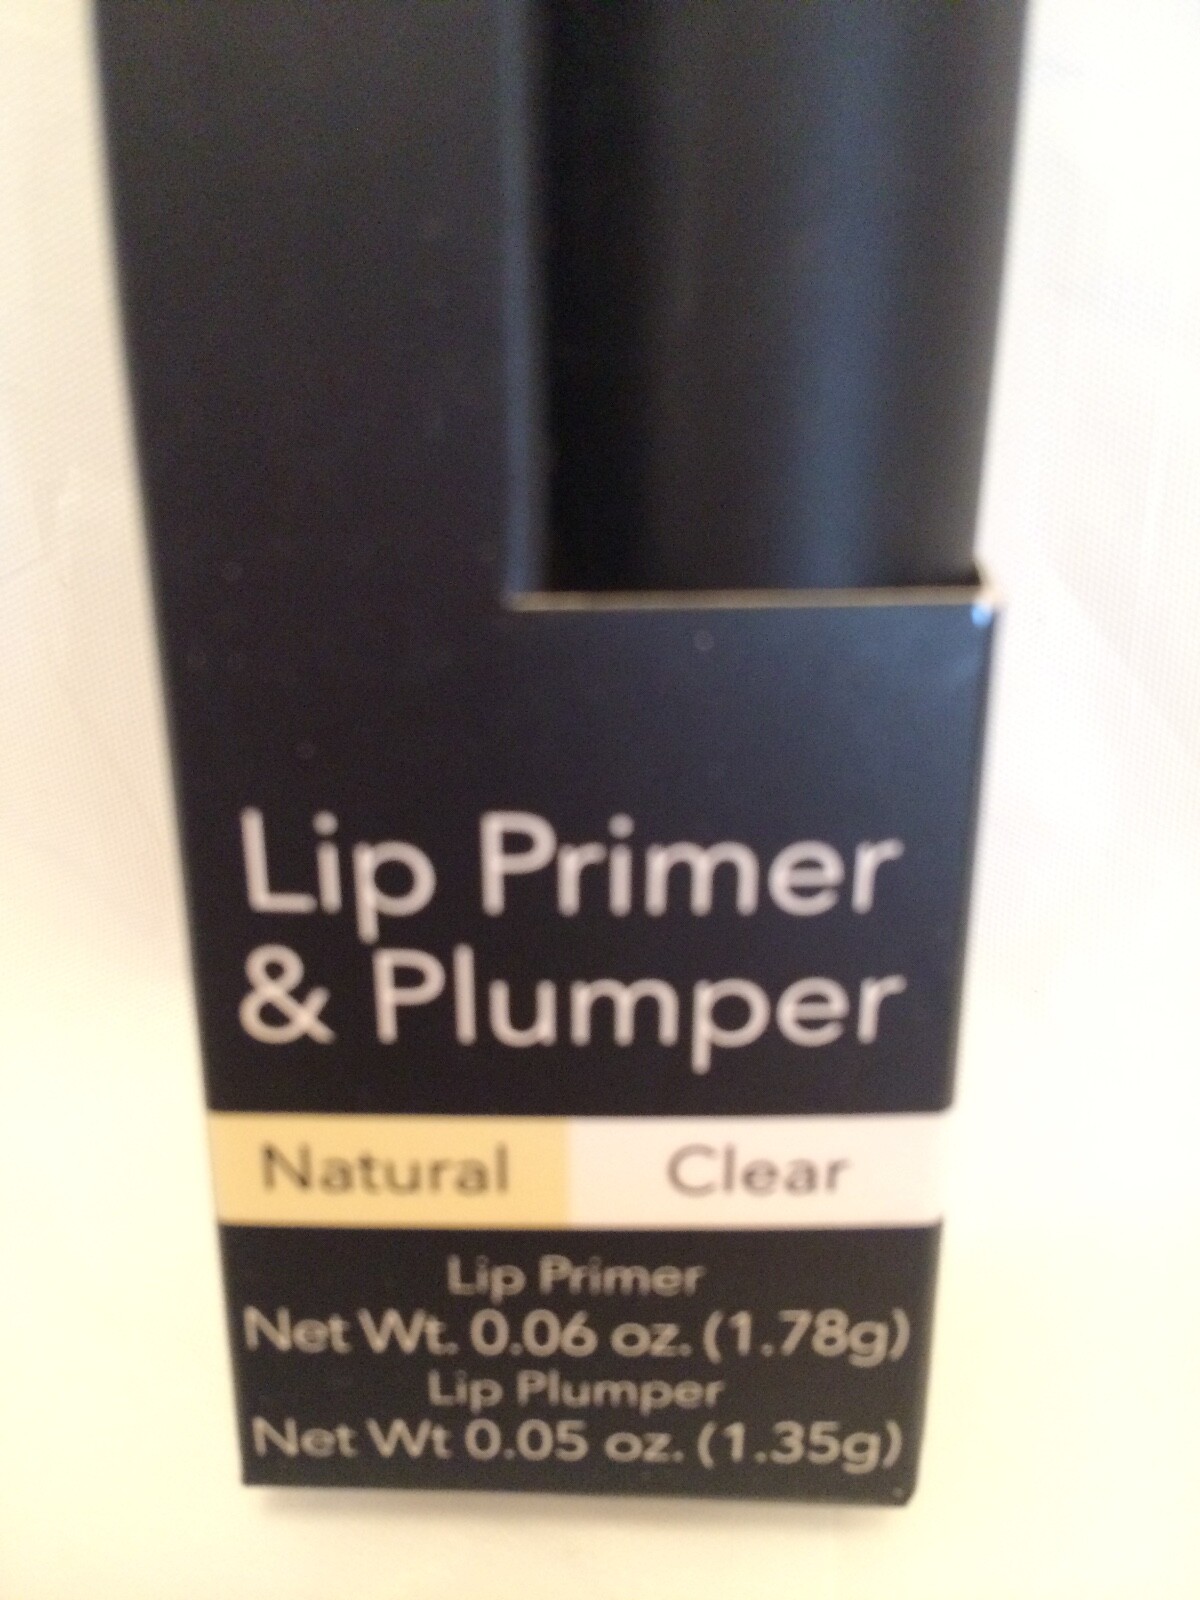 Lip Primer
& Plumper
Natural Clear
Lip Primer
Net Wt. 0.06 oz. (1.78g)
Lip Plumper
Net Wt 0.05 oz. (1.35g)